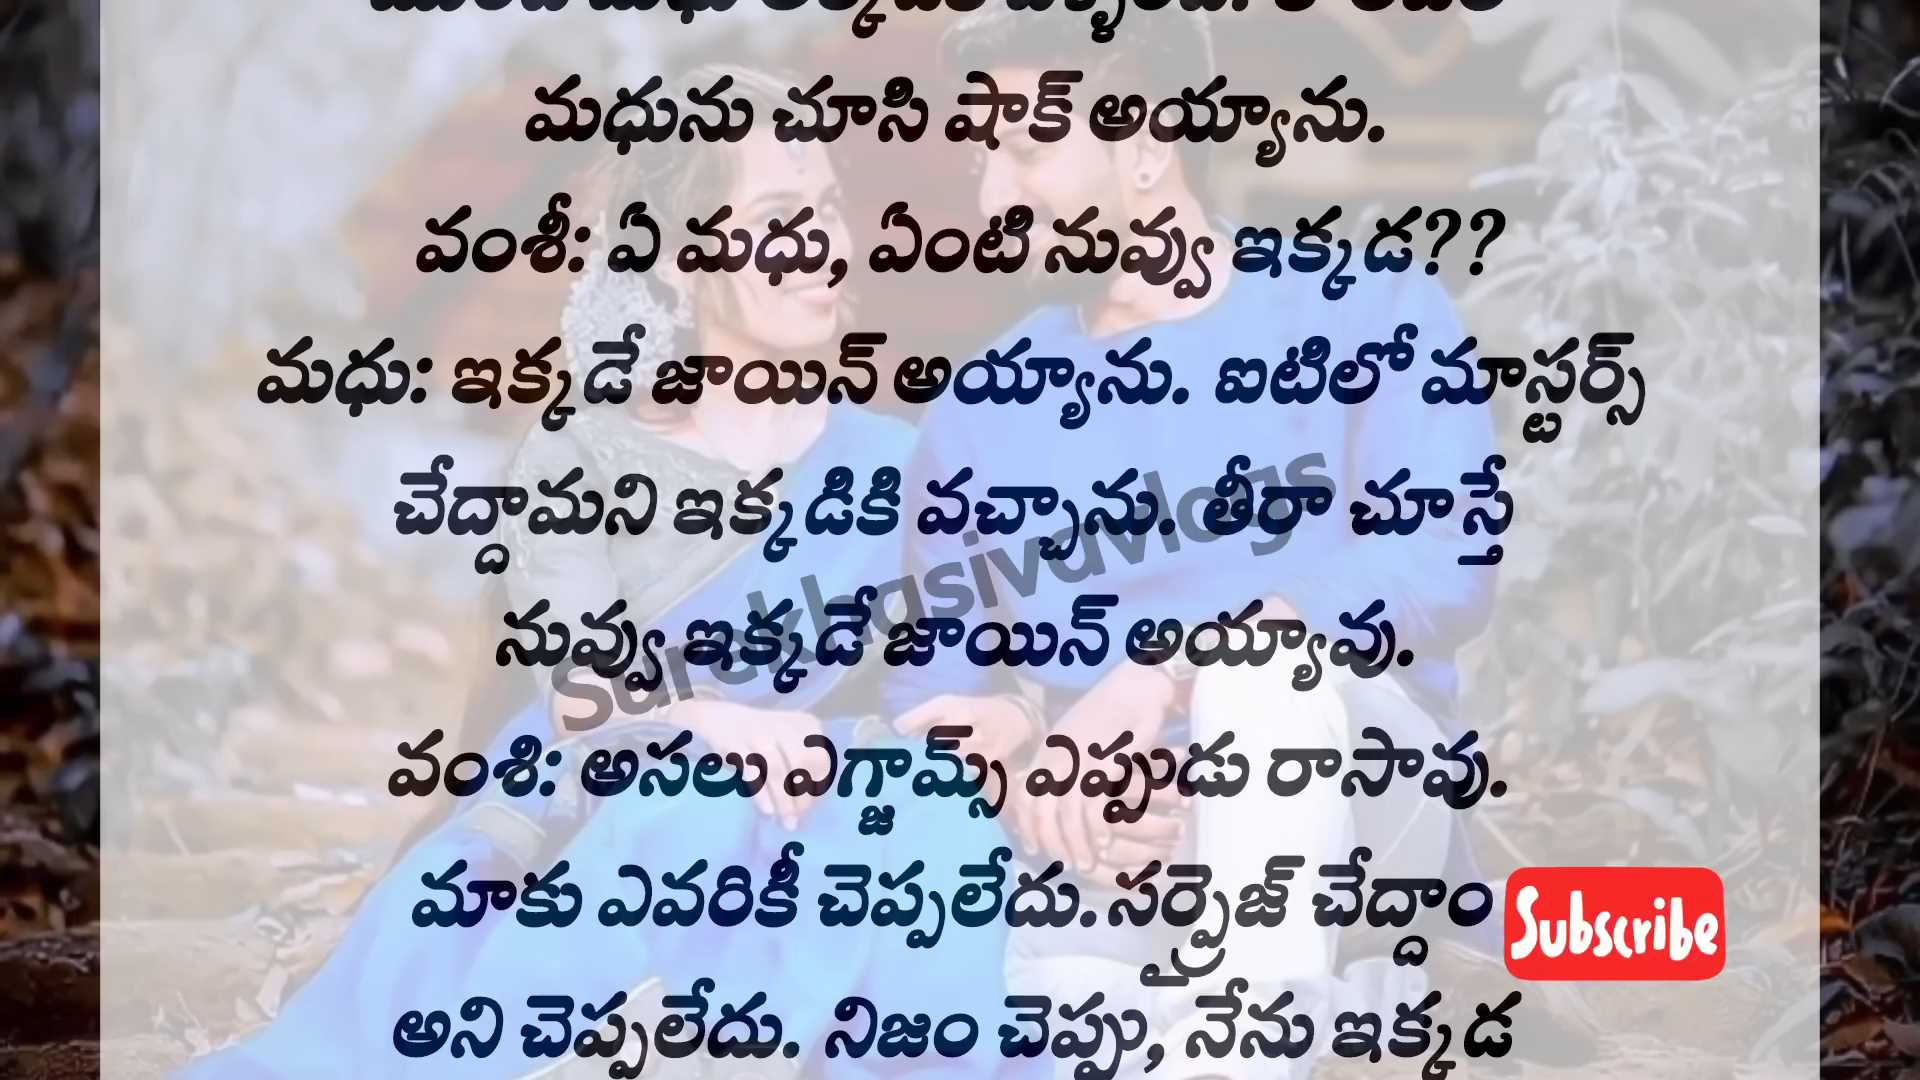 మధును చూసి షాక్ అయ్యాను.
వంశీ: ఏ మధు, ఏంటి నువ్వు ఇక్కడ??
మధు: ఇక్కడే జాయిన్ అయ్యాను. ఐటిలో మాస్టర్స్
చేద్దామని ఇక్కడికి వచ్చాను. తీరా చూస్తే
నువ్వు ఇక్కడే జాయిన్ అయ్యావు.
వంశి: అసలు ఎగ్జామ్స్ ఎప్పుడు రాసావు.
మాకు ఎవరికీ చెప్పలేదు. సర్ప్రైజ్ చేద్దాం
అని చెప్పలేదు. నిజం చెప్పు, నేను ఇక్కడ
Surekhasivavlogs
Subscribe